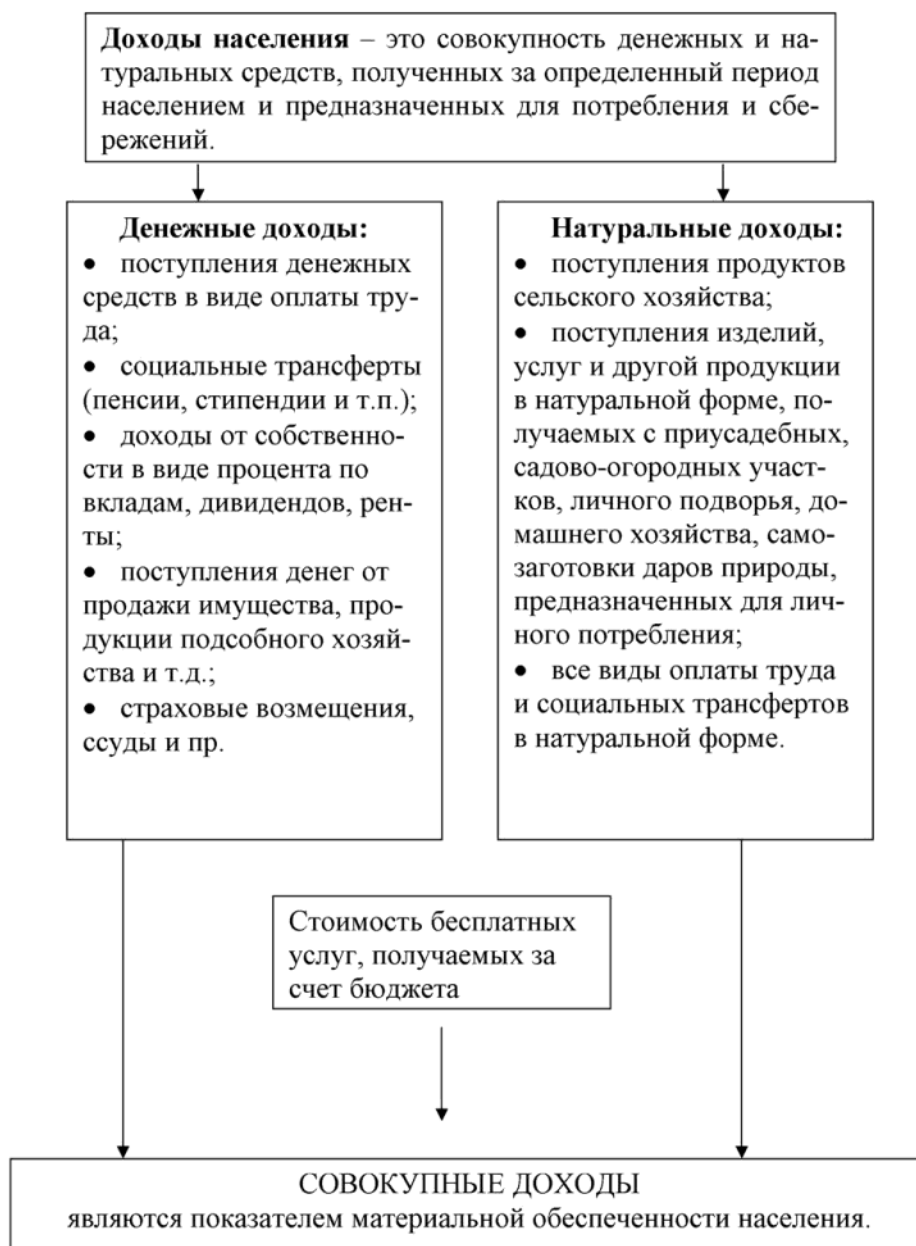 Доходы населения – это совокупность денежных и на-
туральных средств, полученных за определенный период
населением и предназначенных для потребления и сбе-
режений.
Денежные доходы:
• поступления денежных
средств в виде оплаты тру-
да;
• социальные трансферты
(пенсии, стипендии и т.п.);
• доходы от собственно-
сти в виде процента по
вкладам, дивидендов, рен-
ты;
• поступления денег от
продажи имущества, про-
дукции подсобного хозяй-
ства и т.д.;
• страховые возмещения,
ссуды и пр.
Натуральные доходы:
• поступления продуктов
сельского хозяйства;
• поступления изделий,
услуг и другой продукции
в натуральной форме, по-
лучаемых с приусадебных,
садово-огородных участ-
ков, личного подворья, до-
машнего хозяйства, само-
заготовки даров природы,
предназначенных для лич-
ного потребления;
• все виды оплаты труда
и социальных трансфертов
в натуральной форме.
Стоимость бесплатных
услуг, получаемых за
счет бюджета
СОВОКУПНЫЕ ДОХОДЫ
являются показателем материальной обеспеченности населения.